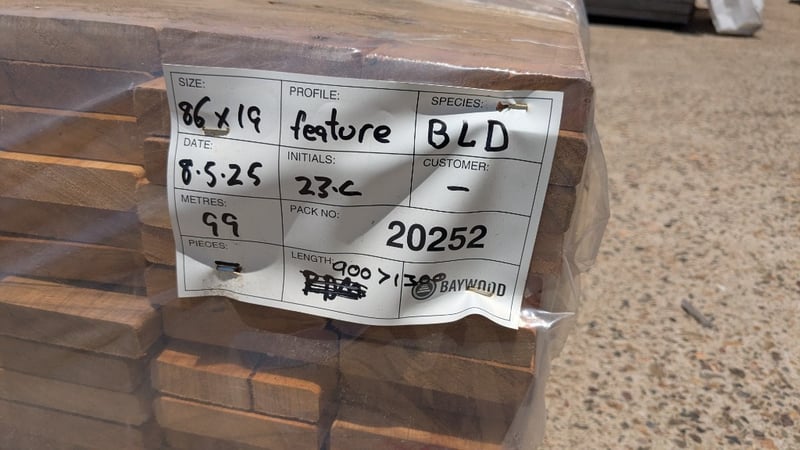 SIZE:
86 x 19
PROFILE:
feature
SPECIES:
BLD
DATE:
8.5.25
INITIALS:
23.C
CUSTOMER:
-
METRES:
99
PACK NO:
20252
PIECES:
-
LENGTH:
900 > 1300
BAYWOOD